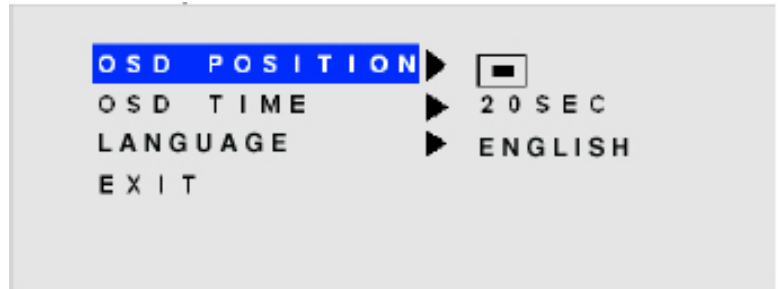 OSD POSITION
OSD TIME 20SEC
LANGUAGE ENGLISH
EXIT